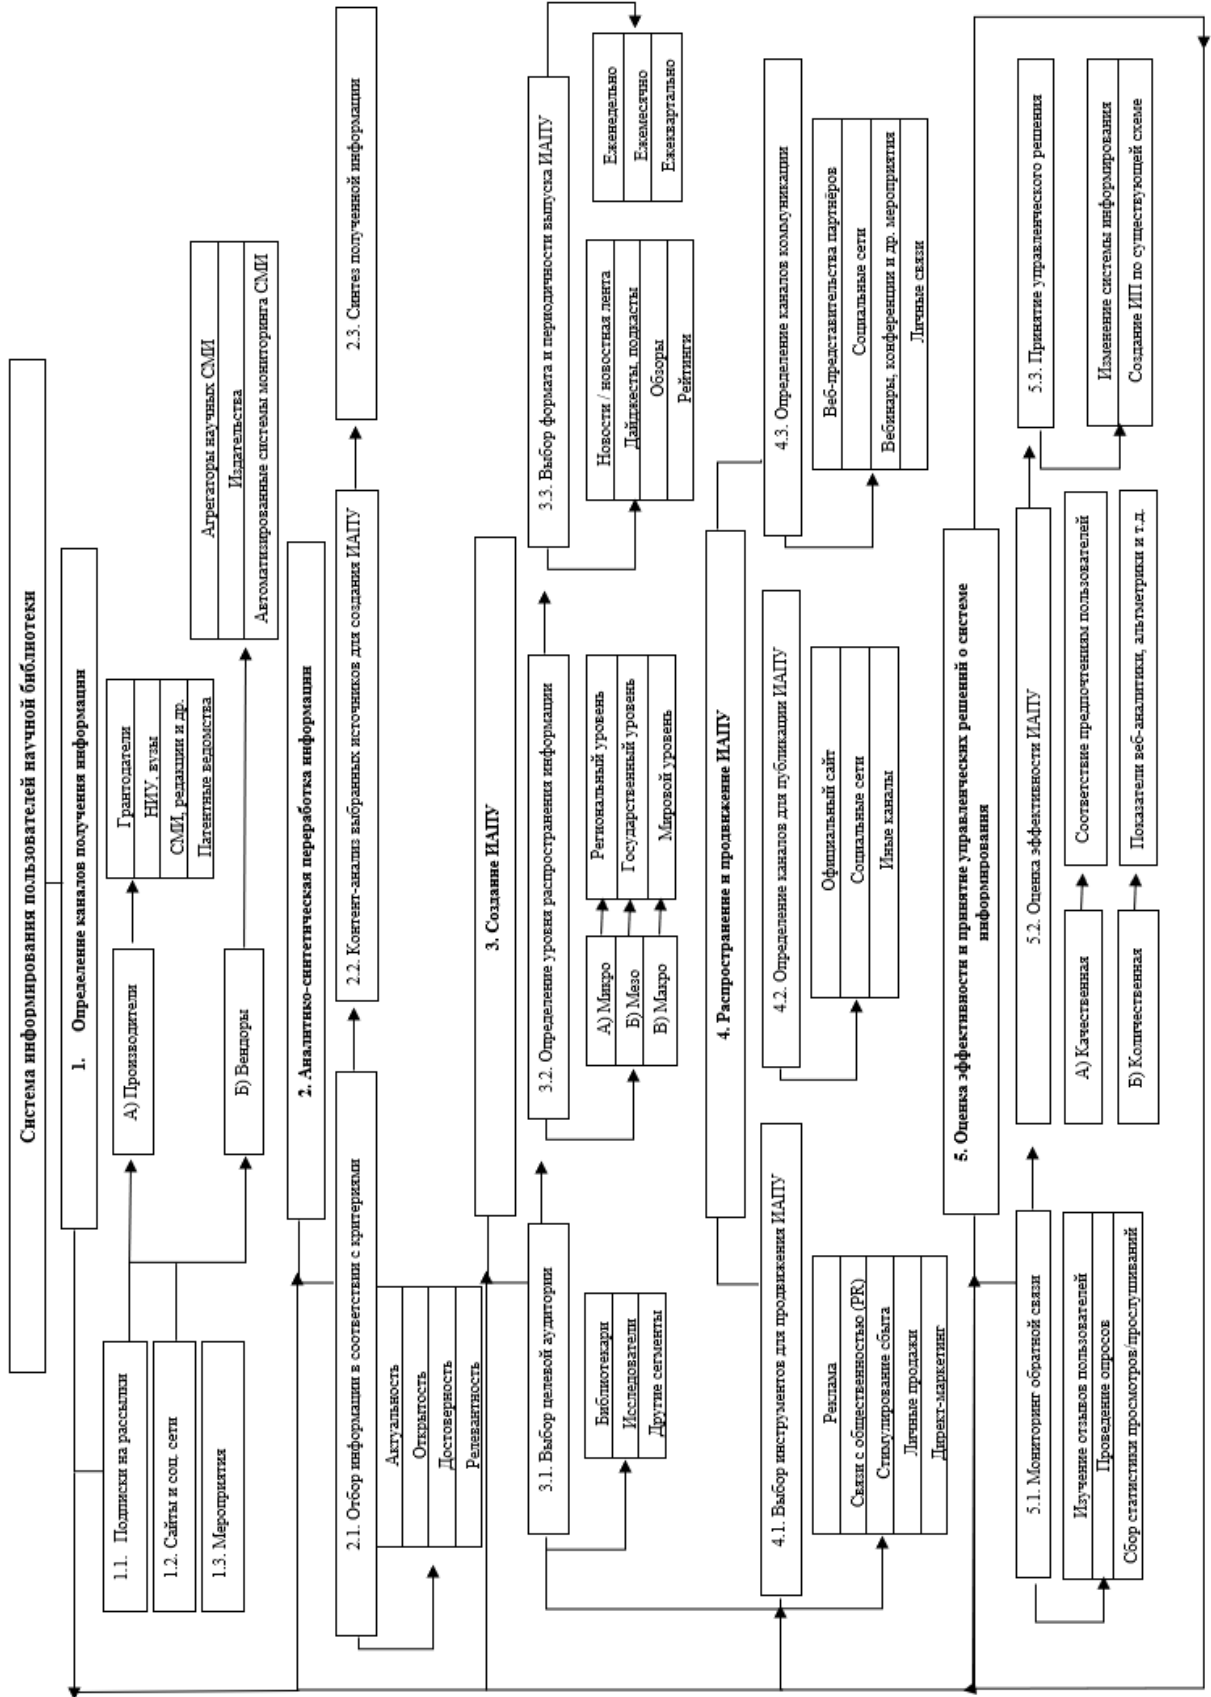 Система информирования пользователей научной библиотеки
1. Определение каналов получения информации
1.1. Подписки на рассылки
1.2. Сайты и соц. сети
1.3. Мероприятия
А) Производители
Грантодатели
НИУ, вузы
СМИ, редакции и др.
Патентные ведомства
Б) Вендоры
Агрегаторы научных СМИ
Издательства
Автоматизированные системы мониторинга СМИ
2. Аналитико-синтетическая переработка информации
2.1. Отбор информации в соответствии с критериями
Актуальность
Открытость
Достоверность
Релевантность
2.2. Контент-анализ выбранных источников для создания ИАПУ
2.3. Синтез полученной информации
3. Создание ИАПУ
3.1. Выбор целевой аудитории
Библиотекари
Исследователи
Другие сегменты
3.2. Определение уровня распространения информации
А) Микро
Б) Мезо
В) Макро
Региональный уровень
Государственный уровень
Мировой уровень
3.3. Выбор формата и периодичности выпуска ИАПУ
Новости / новостная лента
Дайджесты, подкасты
Обзоры
Рейтинги
Еженедельно
Ежемесячно
Ежеквартально
4. Распространение и продвижение ИАПУ
4.1. Выбор инструментов для продвижения ИАПУ
Реклама
Связи с общественностью (PR)
Стимулирование сбыта
Личные продажи
Директ-маркетинг
4.2. Определение каналов для публикации ИАПУ
Официальный сайт
Социальные сети
Иные каналы
4.3. Определение каналов коммуникации
Веб-представительства партнёров
Социальные сети
Вебинары, конференции и др. мероприятия
Личные связи
5. Оценка эффективности и принятие управленческих решений о системе
информирования
5.1. Мониторинг обратной связи
Изучение отзывов пользователей
Проведение опросов
Сбор статистики просмотров/прослушиваний
5.2. Оценка эффективности ИАПУ
А) Качественная
Соответствие предпочтениям пользователей
Б) Количественная
Показатели веб-аналитики, альтметрики и т.д.
5.3. Принятие управленческого решения
Изменение системы информирования
Создание ИП по существующей схеме